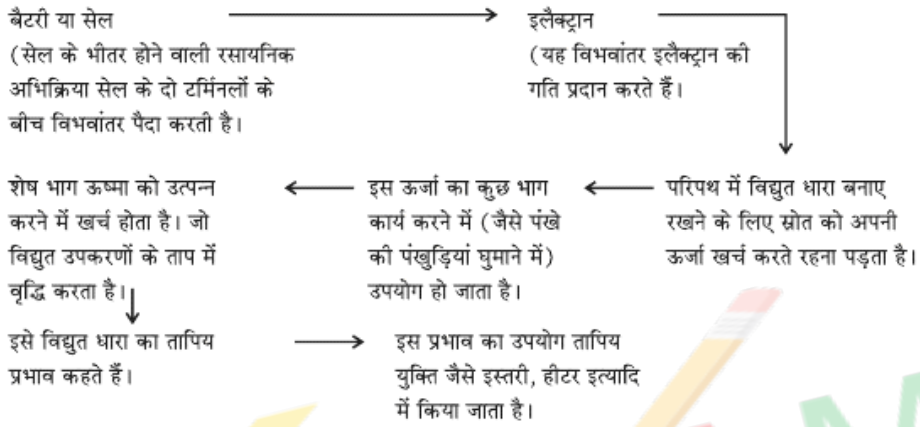 बैटरी या सेल
(सेल के भीतर होने वाली रसायनिक
अभिक्रिया सेल के दो टर्मिनलों के
बीच विभवांतर पैदा करती है।
इलैक्ट्रान
(यह विभवांतर इलैक्ट्रान की
गति प्रदान करते हैं।
परिपथ में विद्युत धारा बनाए
रखने के लिए स्रोत को अपनी
ऊर्जा खर्च करते रहना पड़ता है।
इस ऊर्जा का कुछ भाग
कार्य करने में (जैसे पंखे
की पंखुड़ियां घुमाने में)
उपयोग हो जाता है।
शेष भाग ऊष्मा को उत्पन्न
करने में खर्च होता है। जो
विद्युत उपकरणों के ताप में
वृद्धि करता है।
इसे विद्युत धारा का तापिय
प्रभाव कहते हैं।
इस प्रभाव का उपयोग तापिय
युक्ति जैसे इस्तरी, हीटर इत्यादि
में किया जाता है।